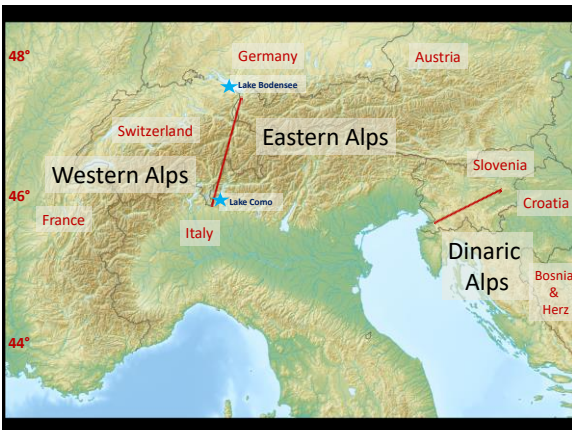 48°
Germany
Austria
Lake Bodensee
Switzerland
Eastern Alps
Western Alps
Slovenia
46°
Lake Como
Croatia
France
Italy
Dinaric
Alps
Bosnia
&
Herz
44°